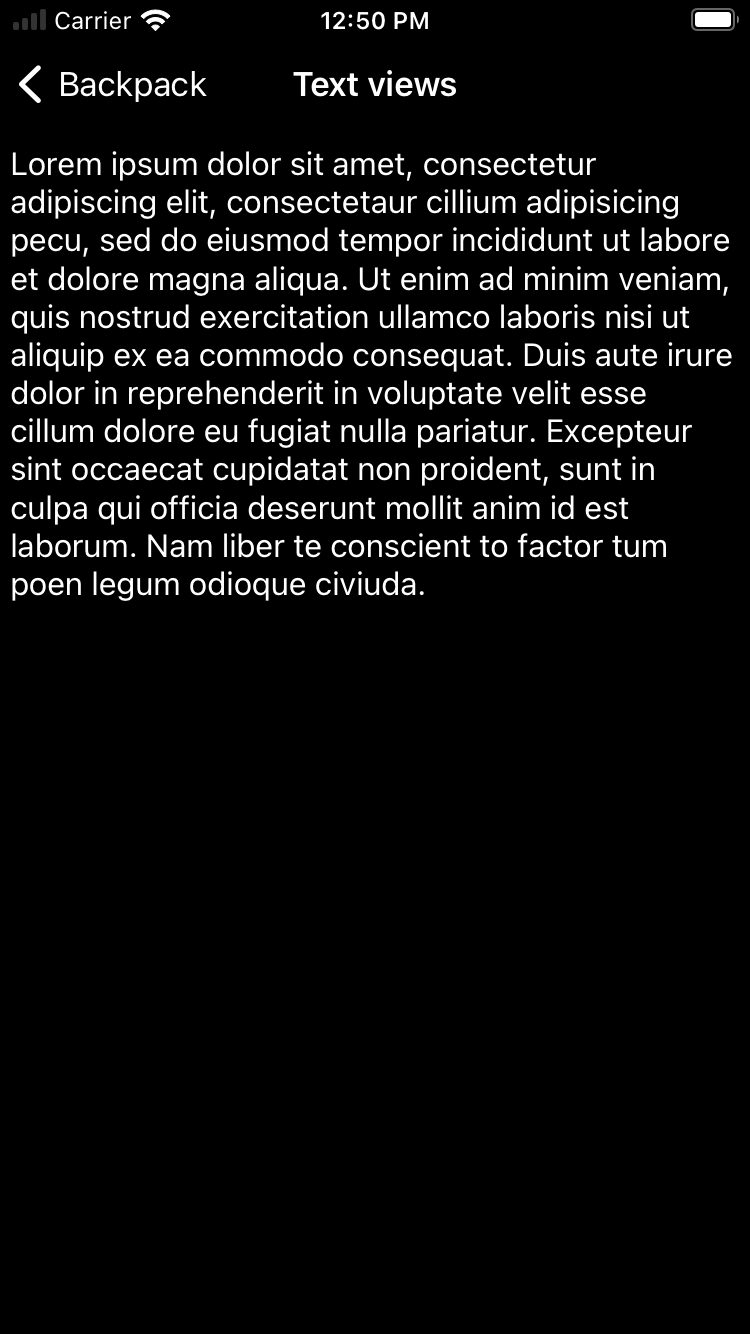 Carrier 12:50 PM
Backpack Text views
Lorem ipsum dolor sit amet, consectetur
adipiscing elit, consectetaur cillium adipisicing
pecu, sed do eiusmod tempor incididunt ut labore
et dolore magna aliqua. Ut enim ad minim veniam,
quis nostrud exercitation ullamco laboris nisi ut
aliquip ex ea commodo consequat. Duis aute irure
dolor in reprehenderit in voluptate velit esse
cillum dolore eu fugiat nulla pariatur. Excepteur
sint occaecat cupidatat non proident, sunt in
culpa qui officia deserunt mollit anim id est
laborum. Nam liber te conscient to factor tum
poen legum odioque civiuda.